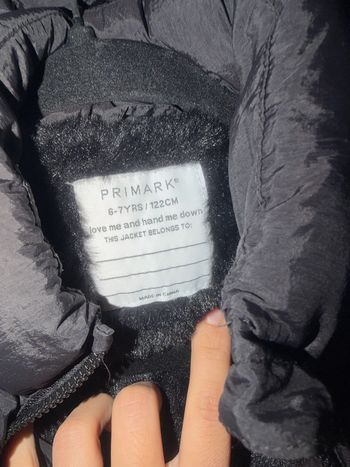 PRIMARK®
6-7YRS / 122CM
love me and hand me down
THIS JACKET BELONGS TO:
MADE IN CHINA